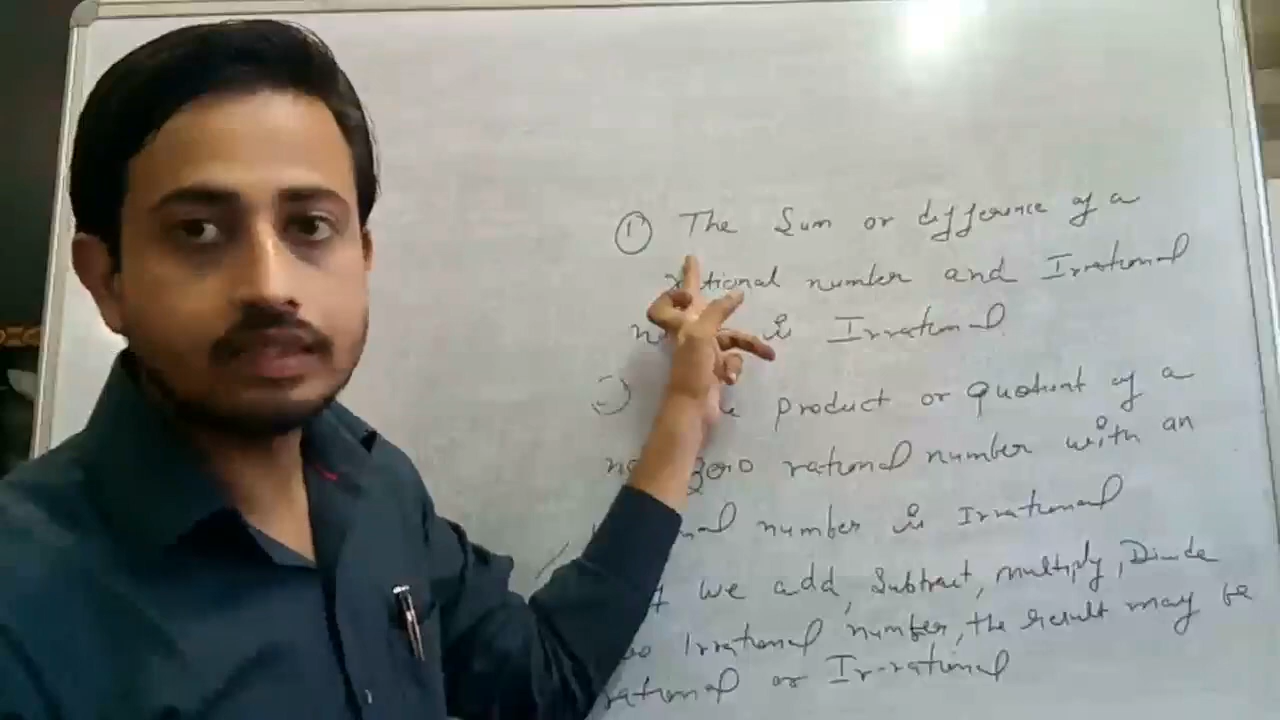 ① The Sum or difference of a
rational number and Irrational
is Irrational
product or quotient of a
zero rational number with an
number is Irrational
we add, Subtract, multiply, Divide
Irrational number, the result may be
rational or Irrational